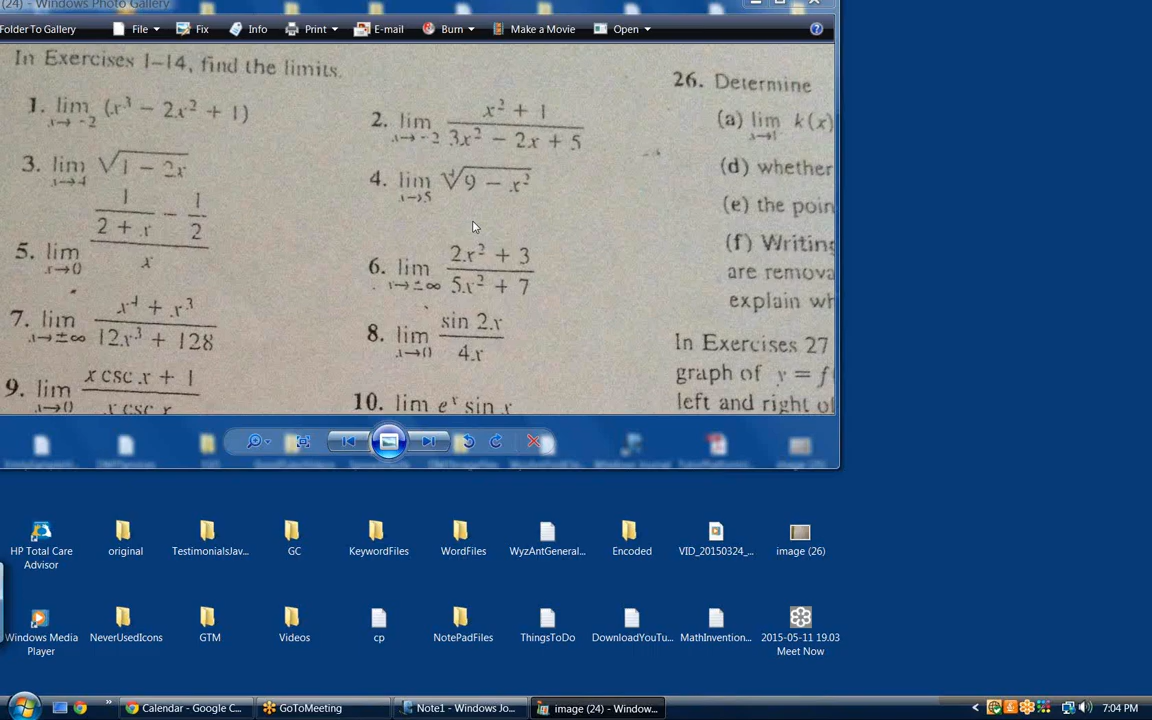 (24) - Windows Photo Gallery
Folder To Gallery File Fix Info Print E-mail Burn Make a Movie Open
In Exercises 1–14, find the limits.
1. lim x→-2 (x³ − 2x² + 1)
2. lim x→-2 (x² + 1)/(3x² − 2x + 5)
3. lim x→4 √(1 − 2x)
4. lim x→5 ∜(9 − x²)
5. lim x→0 (1/(2 + x) − 1/2)/x
6. lim x→±∞ (2x² + 3)/(5x² + 7)
7. lim x→±∞ (x⁴ + x³)/(12x³ + 128)
8. lim x→0 (sin 2x)/(4x)
9. lim x→0 (x csc x + 1)/(x csc x)
10. lim eˣ sin x
26. Determine
(a) lim x→1 k(x)
(d) whether
(e) the poin
(f) Writing
are remova
explain wh
In Exercises 27
graph of y = f
left and right of
HP Total Care Advisor
original
TestimonialsJav...
GC
KeywordFiles
WordFiles
WyzAntGeneral...
Encoded
VID_20150324_...
image (26)
Windows Media Player
NeverUsedIcons
GTM
Videos
cp
NotePadFiles
ThingsToDo
DownloadYouTu...
MathInvention...
2015-05-11 19.03 Meet Now
image (25)
Calendar - Google C...
GoToMeeting
Note1 - Windows Jo...
image (24) - Window...
7:04 PM